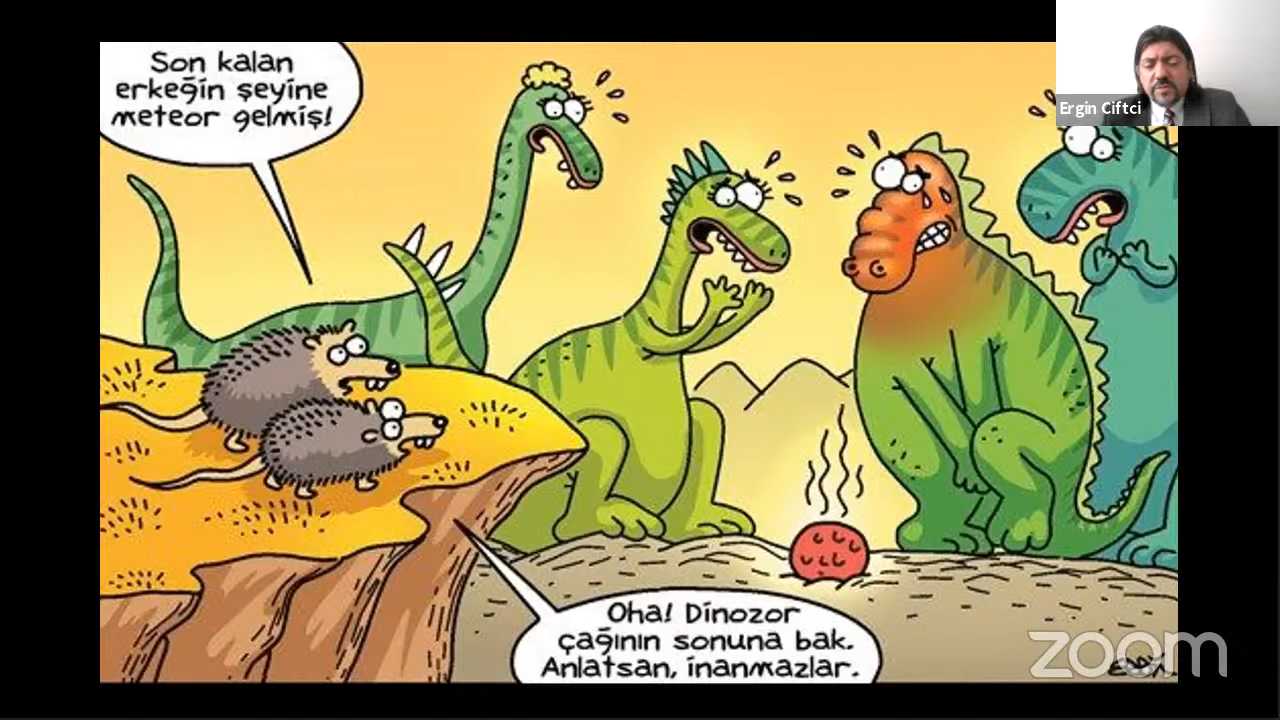 Son kalan
erkeğin şeyine
meteor gelmiş!
Ergin Ciftci
Oha! Dinozor
çağının sonuna bak.
Anlatsan, inanmazlar.
zoom